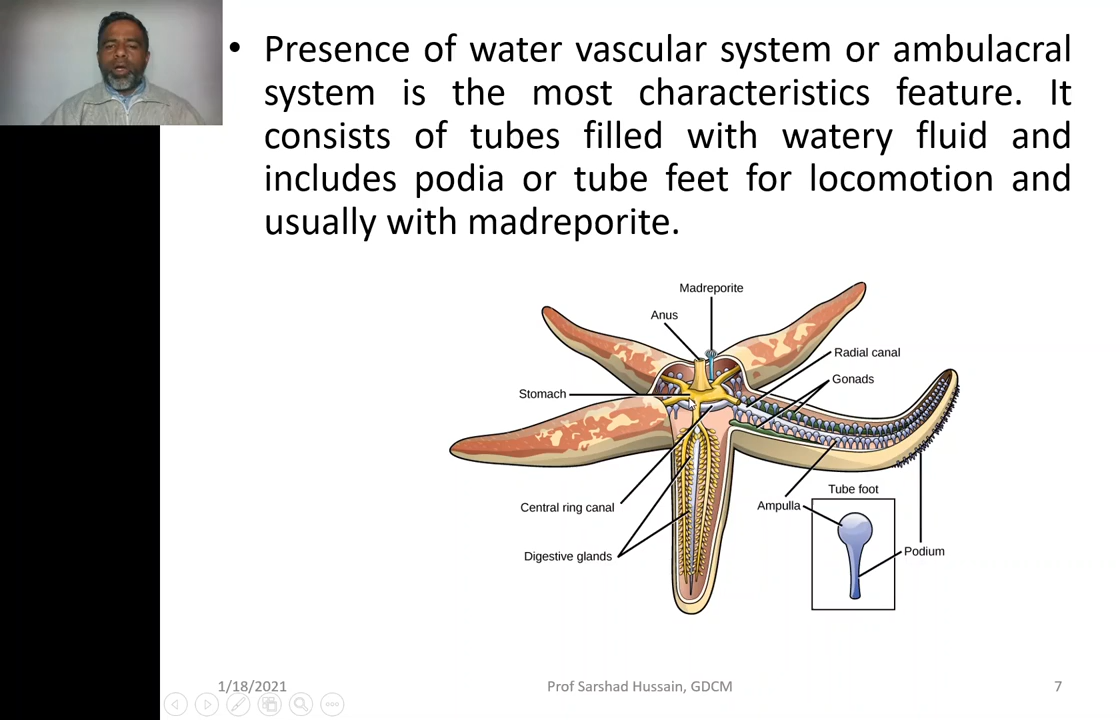 • Presence of water vascular system or ambulacral
system is the most characteristics feature. It
consists of tubes filled with watery fluid and
includes podia or tube feet for locomotion and
usually with madreporite.
Madreporite
Anus
Radial canal
Gonads
Stomach
Central ring canal
Digestive glands
Tube foot
Ampulla
Podium
1/18/2021
Prof Sarshad Hussain, GDCM
7